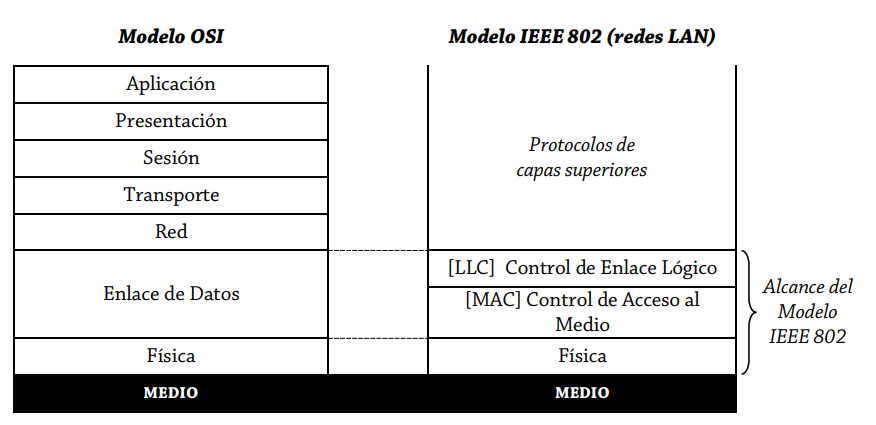 Modelo OSI
Modelo IEEE 802 (redes LAN)
Aplicación
Presentación
Sesión
Transporte
Red
Enlace de Datos
Física
MEDIO
Protocolos de
capas superiores
[LLC] Control de Enlace Lógico
[MAC] Control de Acceso al
Medio
Física
MEDIO
Alcance del
Modelo
IEEE 802